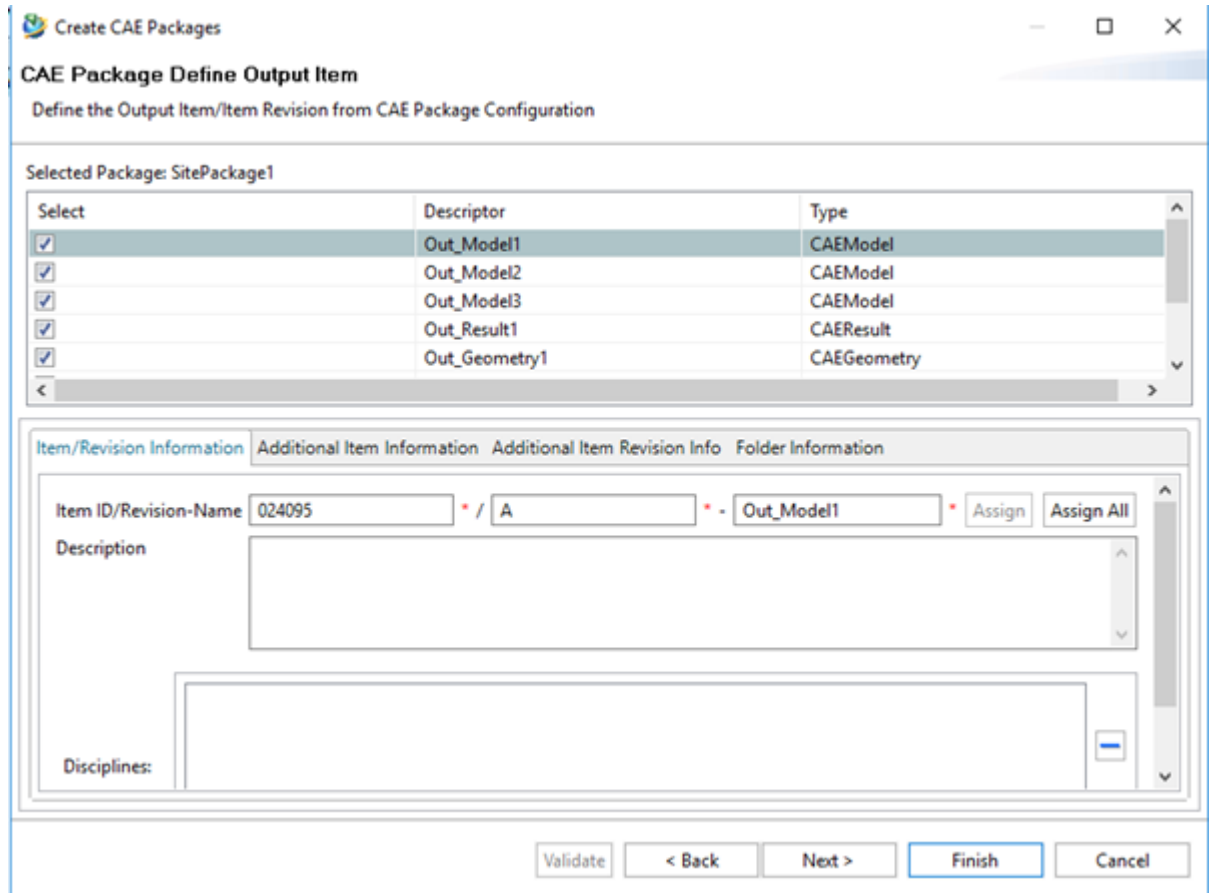 Create CAE Packages
CAE Package Define Output Item
Define the Output Item/Item Revision from CAE Package Configuration
Selected Package: SitePackage1
Select Descriptor Type
Out_Model1 CAEModel
Out_Model2 CAEModel
Out_Model3 CAEModel
Out_Result1 CAEResult
Out_Geometry1 CAEGeometry
Item/Revision Information Additional Item Information Additional Item Revision Info Folder Information
Item ID/Revision-Name 024095 * / A * - Out_Model1 * Assign Assign All
Description
Disciplines:
Validate < Back Next > Finish Cancel